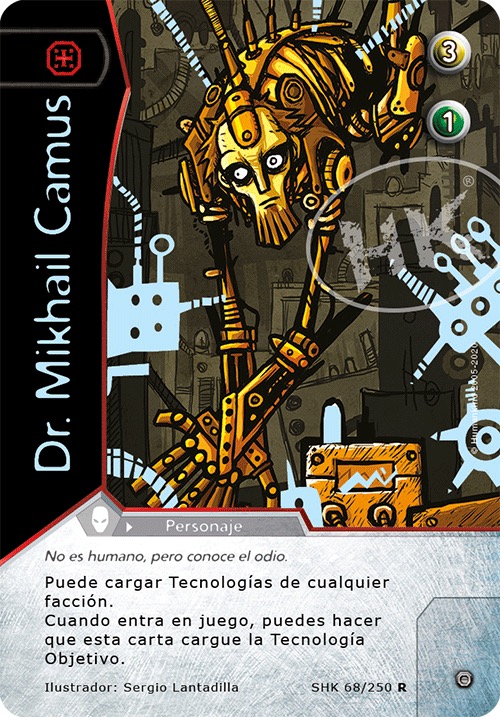 Dr. Mikhail Camus
3
1
HK®
Personaje
No es humano, pero conoce el odio.
Puede cargar Tecnologías de cualquier
facción.
Cuando entra en juego, puedes hacer
que esta carta cargue la Tecnología
Objetivo.
Ilustrador: Sergio Lantadilla
SHK 68/250 R